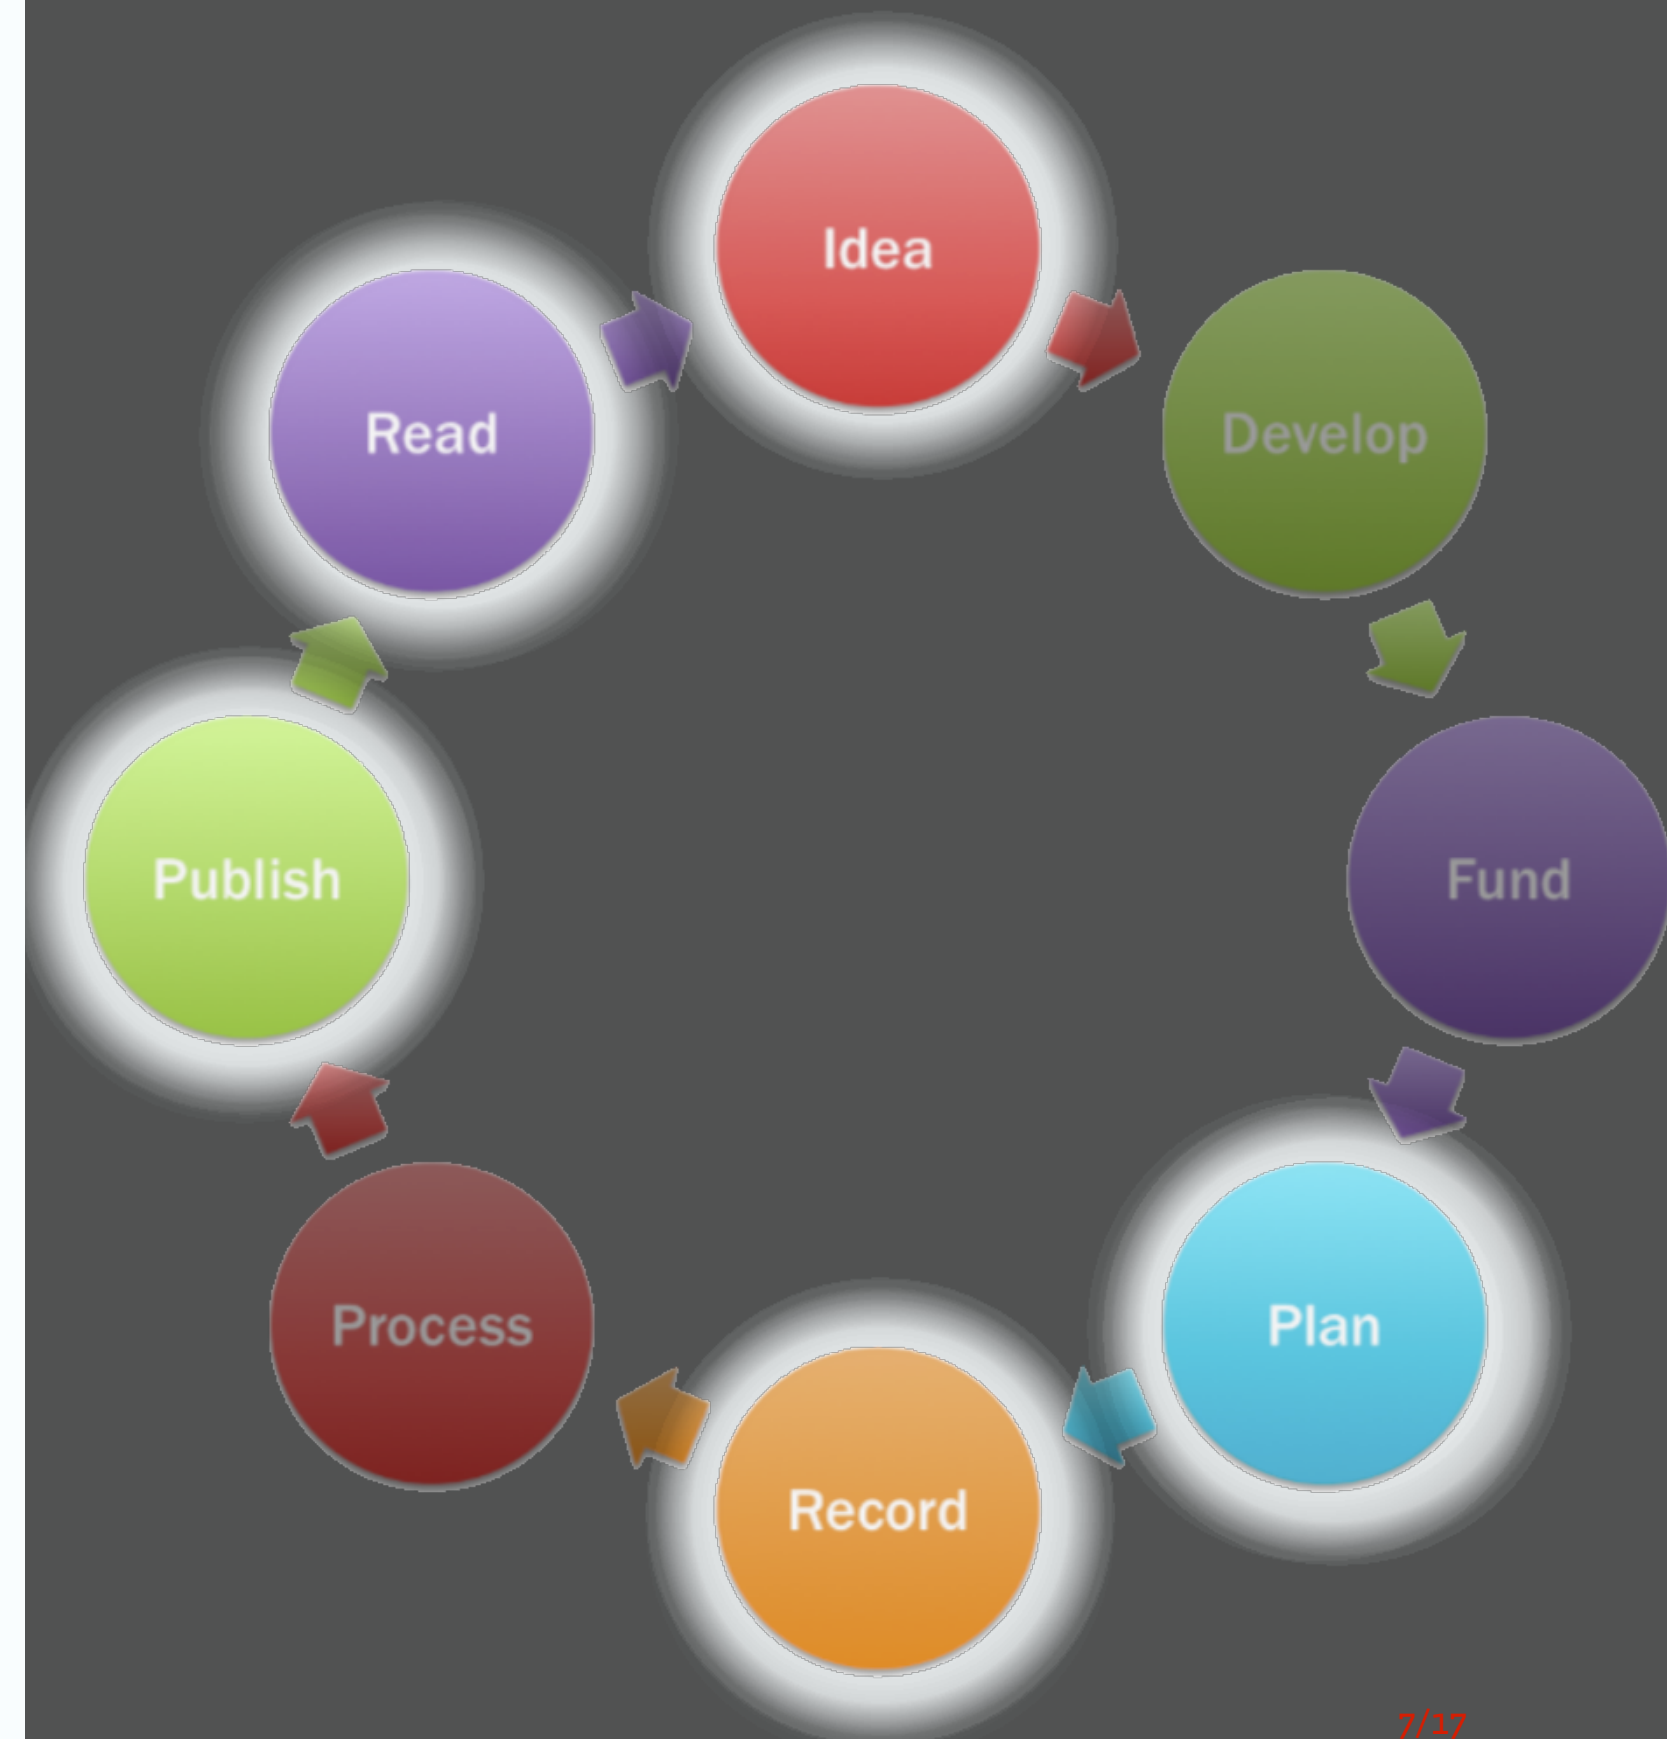 Idea
Develop
Fund
Plan
Record
Process
Publish
Read
7/17